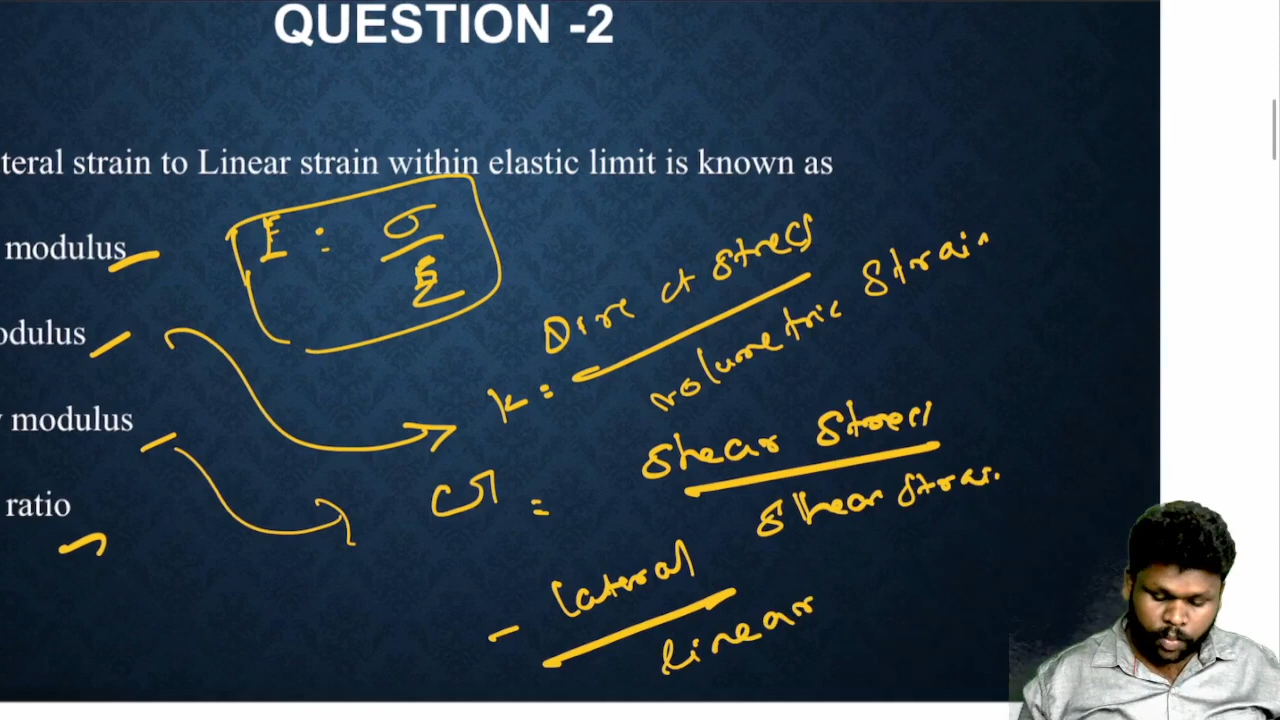 QUESTION -2
teral strain to Linear strain within elastic limit is known as
modulus
E : σ / ε
odulus
K = Direct stress / volumetric strain
modulus
G = shear stress / shear strai.
ratio
- lateral / linear